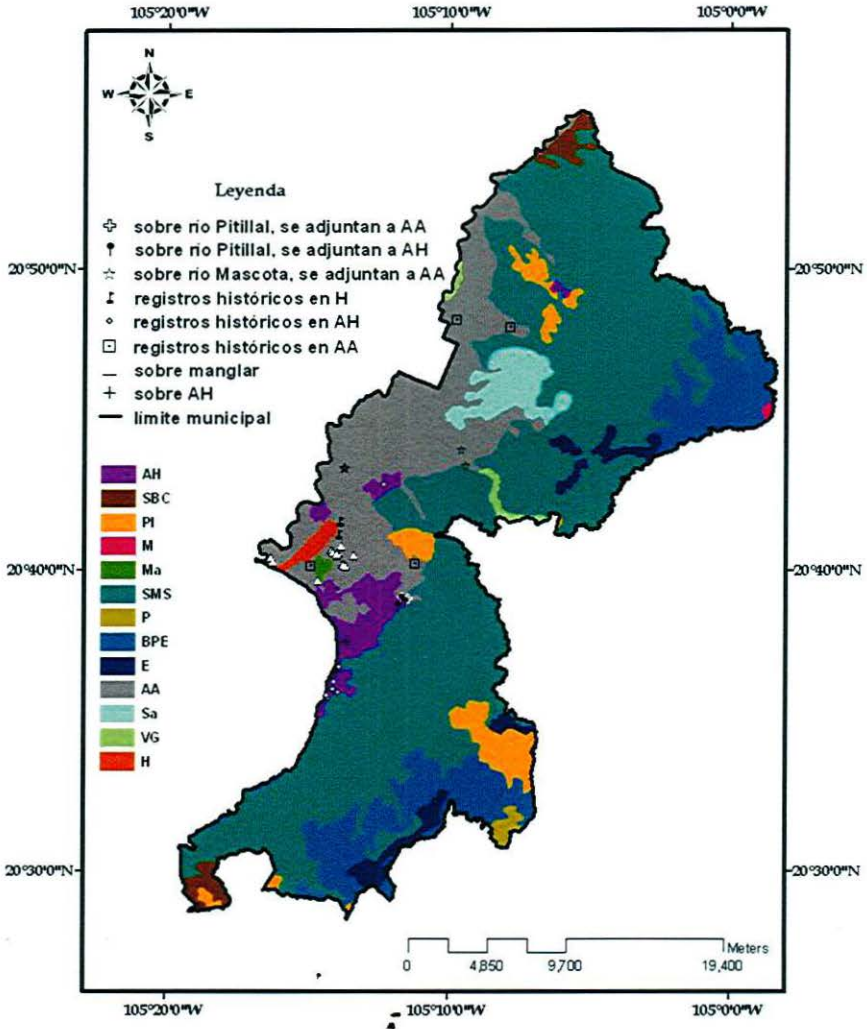 105°20'0"W 105°10'0"W 105°0'0"W
N
W E
S
Leyenda
sobre río Pitillal, se adjuntan a AA
sobre río Pitillal, se adjuntan a AH
sobre río Mascota, se adjuntan a AA
registros históricos en H
registros históricos en AH
registros históricos en AA
sobre manglar
sobre AH
límite municipal
20°50'0"N 20°50'0"N
AH
SBC
PI
M
Ma
SMS
P
BPE
E
AA
Sa
VG
H
20°40'0"N 20°40'0"N
20°30'0"N 20°30'0"N
Meters
0 4,850 9,700 19,400
105°20'0"W 105°10'0"W 105°0'0"W